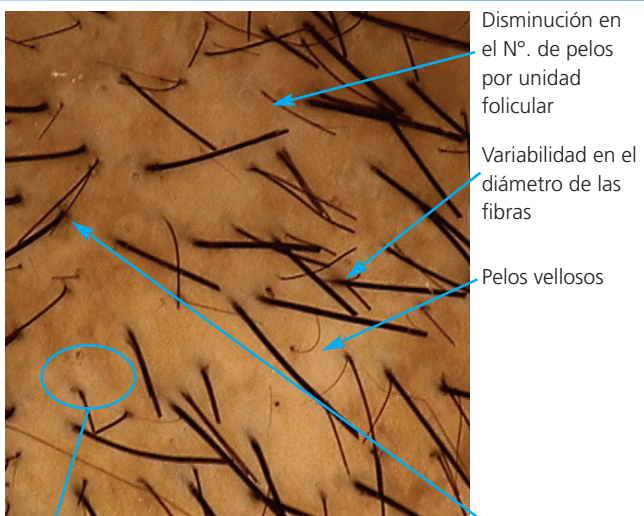 Disminución en
el N°. de pelos
por unidad
folicular
Variabilidad en el
diámetro de las
fibras
Pelos vellosos